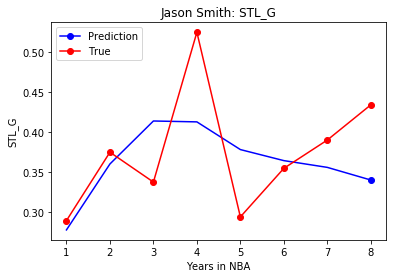 Jason Smith: STL_G
Prediction
True
STL_G
0.50
0.45
0.40
0.35
0.30
1 2 3 4 5 6 7 8
Years in NBA